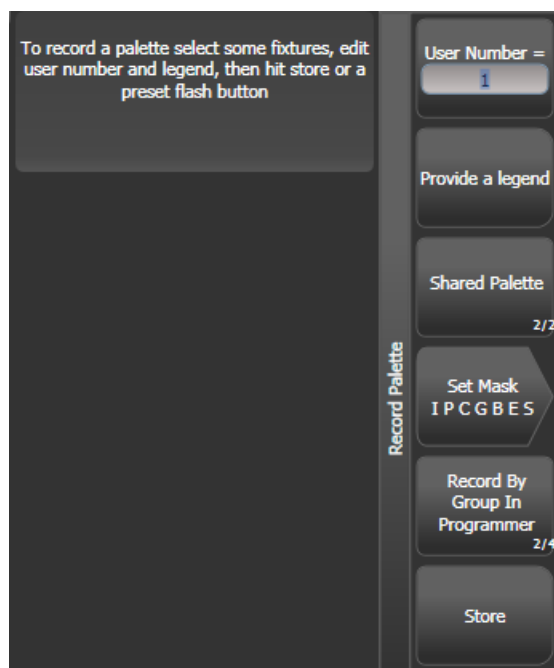 To record a palette select some fixtures, edit
user number and legend, then hit store or a
preset flash button
Record Palette
User Number =
1
Provide a legend
Shared Palette
2/2
Set Mask
I P C G B E S
Record By
Group In
Programmer
2/4
Store